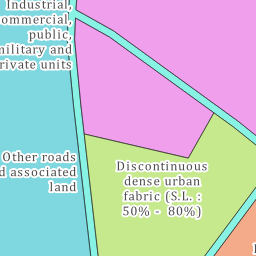 Industrial,
commercial,
public,
military and
private units
Other roads
and associated
land
Discontinuous
dense urban
fabric (S.L. :
50% - 80%)